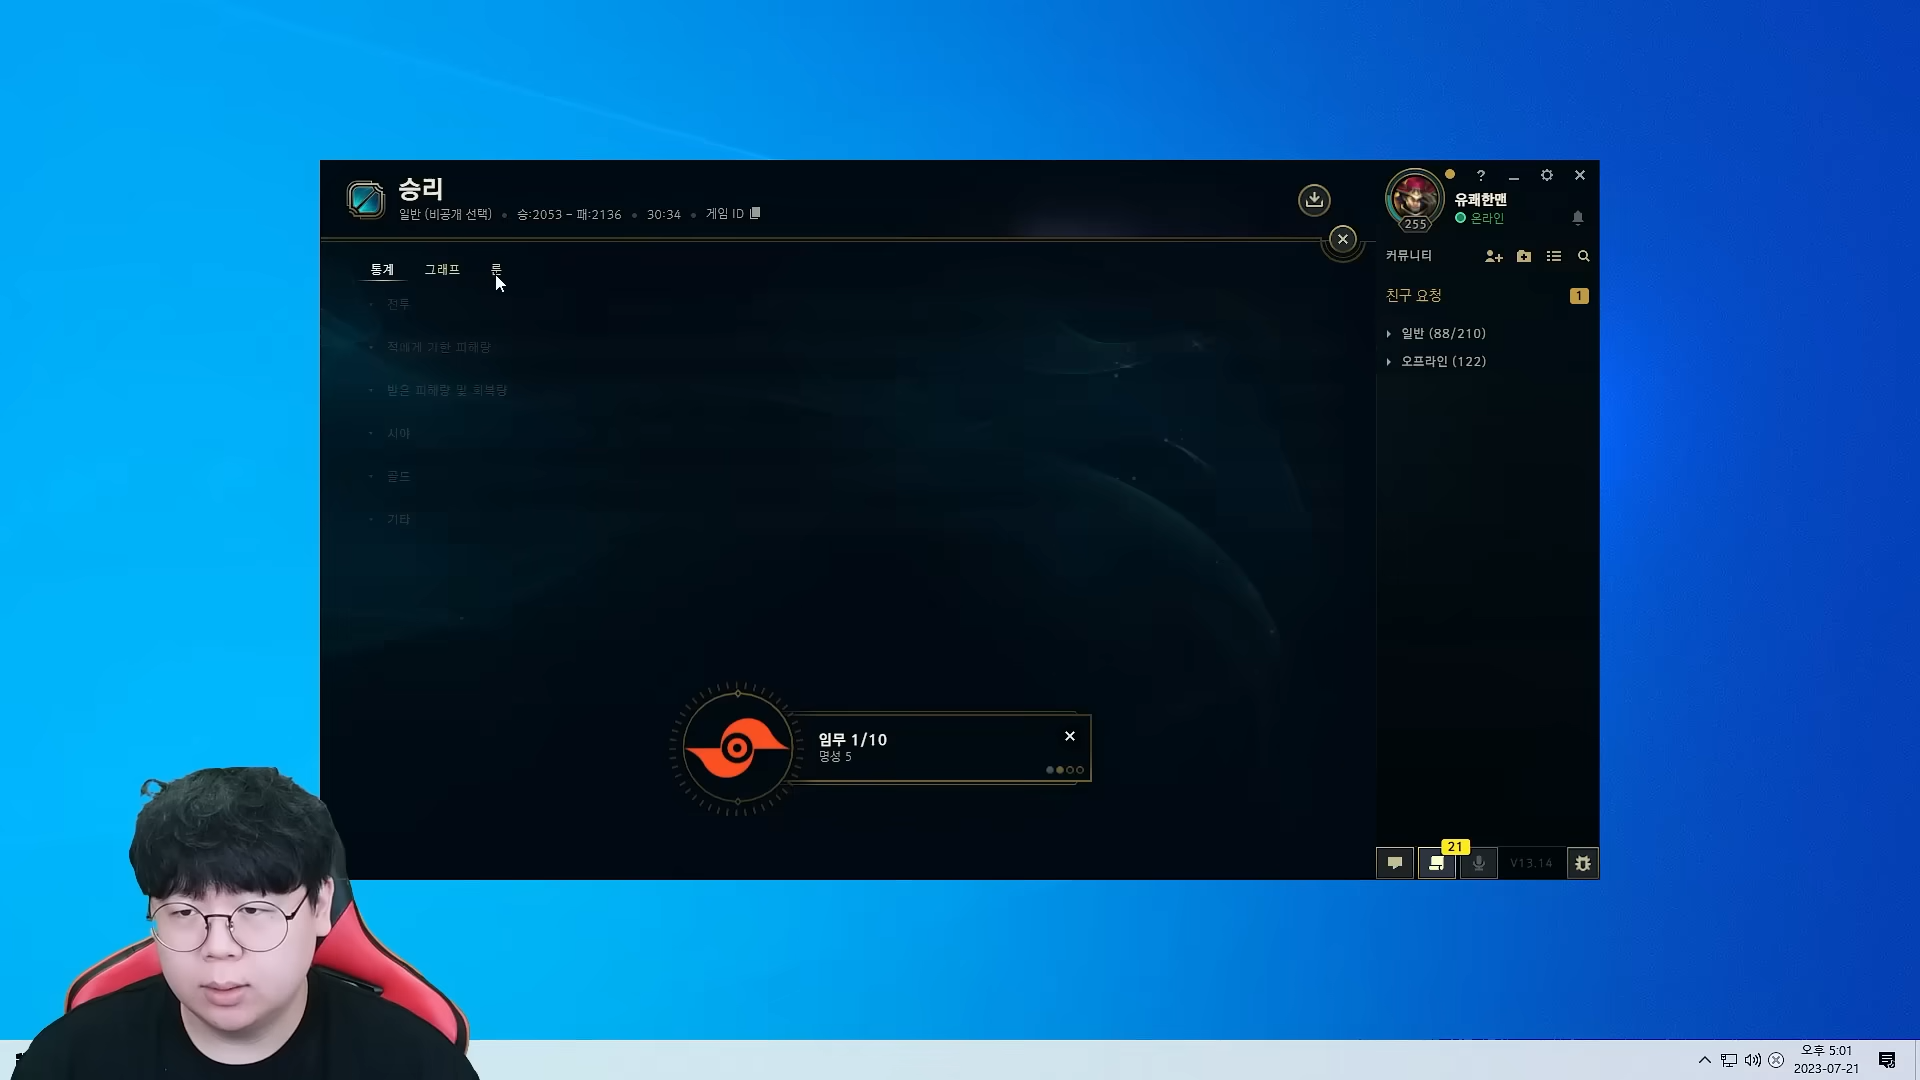 승리
일반 (비공개 선택) • 승:2053 - 패:2136 • 30:34 • 게임 ID
통계 그래프 룬
전투
적에게 가한 피해량
받은 피해량 및 회복량
시야
골드
기타
임무 1/10
명성 5
?
유쾌한맨
온라인
255
커뮤니티
친구 요청 1
일반 (88/210)
오프라인 (122)
21
V13.14
오후 5:01
2023-07-21